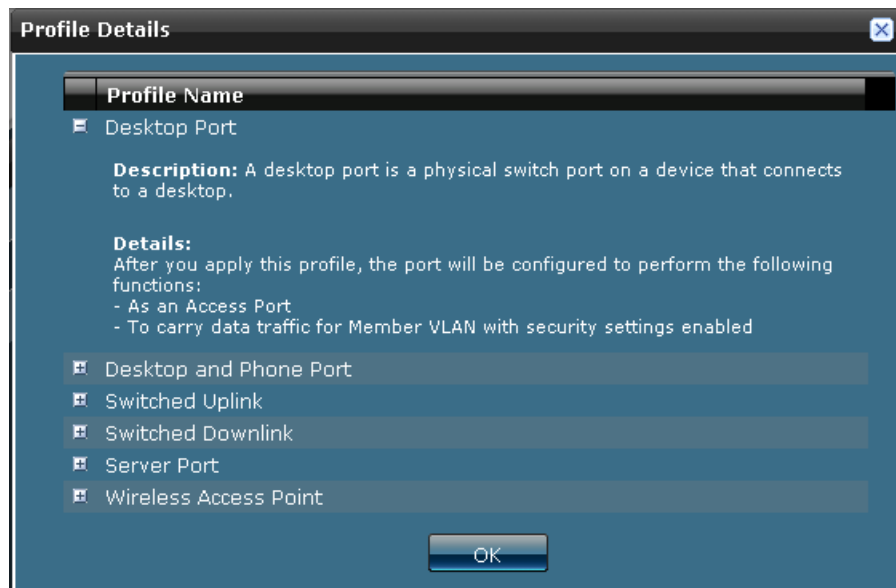 Profile Details
Profile Name
Desktop Port
Description: A desktop port is a physical switch port on a device that connects
to a desktop.
Details:
After you apply this profile, the port will be configured to perform the following
functions:
- As an Access Port
- To carry data traffic for Member VLAN with security settings enabled
Desktop and Phone Port
Switched Uplink
Switched Downlink
Server Port
Wireless Access Point
OK